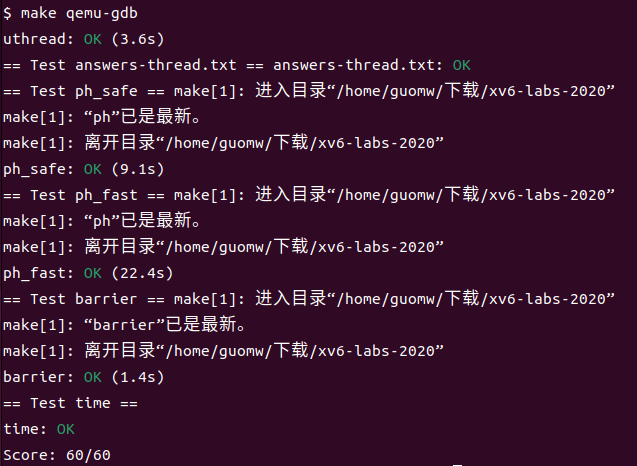 $ make qemu-gdb
uthread: OK (3.6s)
== Test answers-thread.txt == answers-thread.txt: OK
== Test ph_safe == make[1]: 进入目录“/home/guomw/下载/xv6-labs-2020”
make[1]: “ph”已是最新。
make[1]: 离开目录“/home/guomw/下载/xv6-labs-2020”
ph_safe: OK (9.1s)
== Test ph_fast == make[1]: 进入目录“/home/guomw/下载/xv6-labs-2020”
make[1]: “ph”已是最新。
make[1]: 离开目录“/home/guomw/下载/xv6-labs-2020”
ph_fast: OK (22.4s)
== Test barrier == make[1]: 进入目录“/home/guomw/下载/xv6-labs-2020”
make[1]: “barrier”已是最新。
make[1]: 离开目录“/home/guomw/下载/xv6-labs-2020”
barrier: OK (1.4s)
== Test time ==
time: OK
Score: 60/60